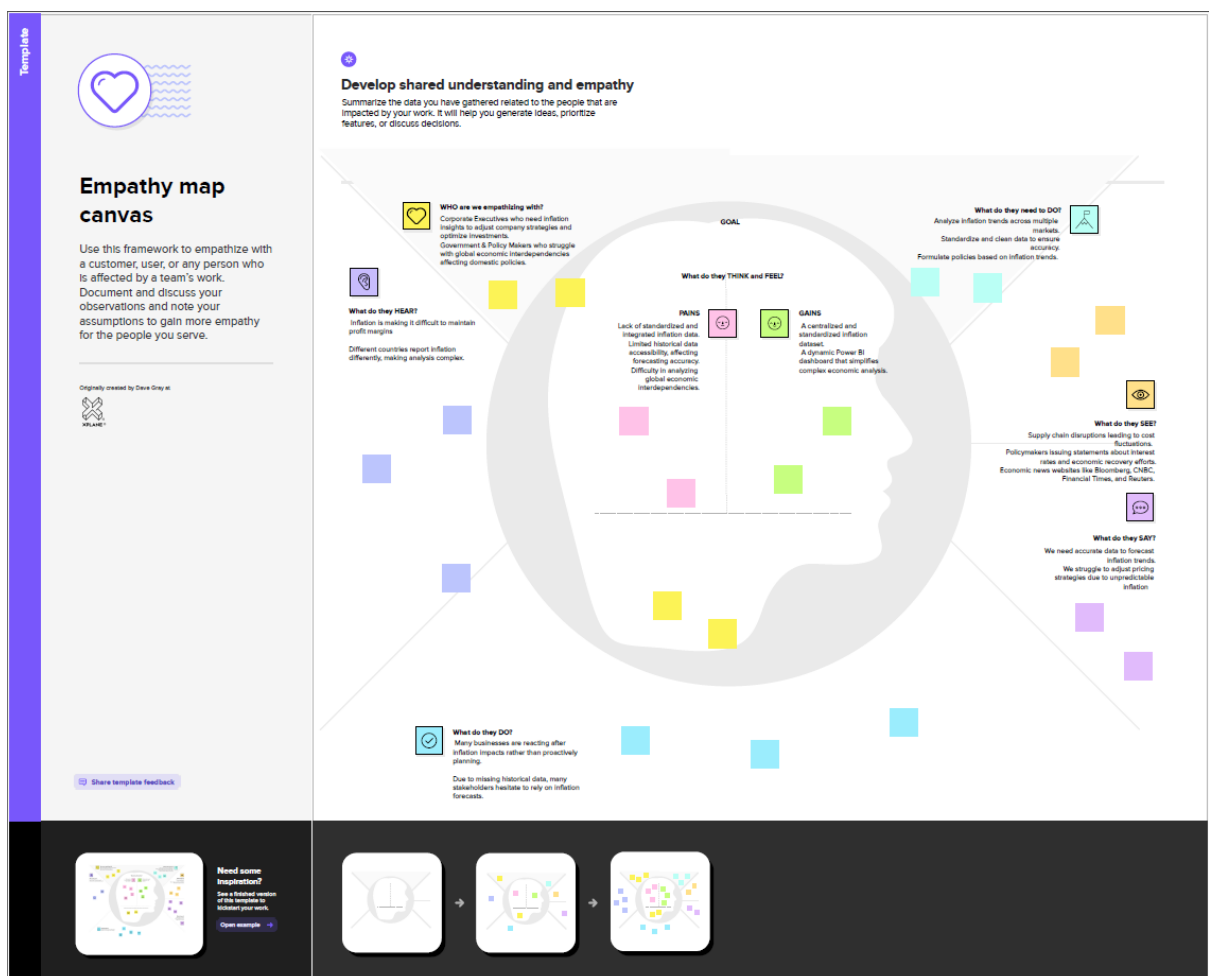 Template
Empathy map
canvas
Use this framework to empathize with
a customer, user, or any person who
is affected by a team's work.
Document and discuss your
observations and note your
assumptions to gain more empathy
for the people you serve.
Originally created by Dave Gray at
XPLANE
Share template feedback
Develop shared understanding and empathy
Summarize the data you have gathered related to the people that are
impacted by your work. It will help you generate ideas, prioritize
features, or discuss decisions.
WHO are we empathizing with?
Corporate Executives who need inflation
insights to adjust company strategies and
optimize investments.
Government & Policy Makers who struggle
with global economic interdependencies
affecting domestic policies.
GOAL
What do they need to DO?
Analyze inflation trends across multiple
markets.
Standardize and clean data to ensure
accuracy.
Formulate policies based on inflation trends.
What do they HEAR?
Inflation is making it difficult to maintain
profit margins
Different countries report inflation
differently, making analysis complex.
What do they THINK and FEEL?
PAINS
Lack of standardized and
integrated inflation data.
Limited historical data
accessibility, affecting
forecasting accuracy.
Difficulty in analyzing
global economic
interdependencies.
GAINS
A centralized and
standardized inflation
dataset.
A dynamic Power BI
dashboard that simplifies
complex economic analysis.
What do they SEE?
Supply chain disruptions leading to cost
fluctuations.
Policymakers issuing statements about interest
rates and economic recovery efforts.
Economic news websites like Bloomberg, CNBC,
Financial Times, and Reuters.
What do they SAY?
We need accurate data to forecast
inflation trends.
We struggle to adjust pricing
strategies due to unpredictable
inflation
What do they DO?
Many businesses are reacting after
inflation impacts rather than proactively
planning.
Due to missing historical data, many
stakeholders hesitate to rely on inflation
forecasts.
Need some
inspiration?
See a finished version
of this template to
kickstart your work.
Open example